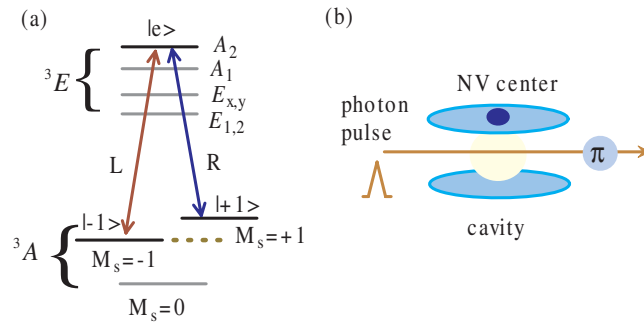 (a)
|e>
A₂
A₁
Eₓ,ᵧ
E₁,₂
³E
L
R
|-1>
|+1>
Mₛ=+1
³A
Mₛ=-1
Mₛ=0
(b)
NV center
photon
pulse
π
cavity